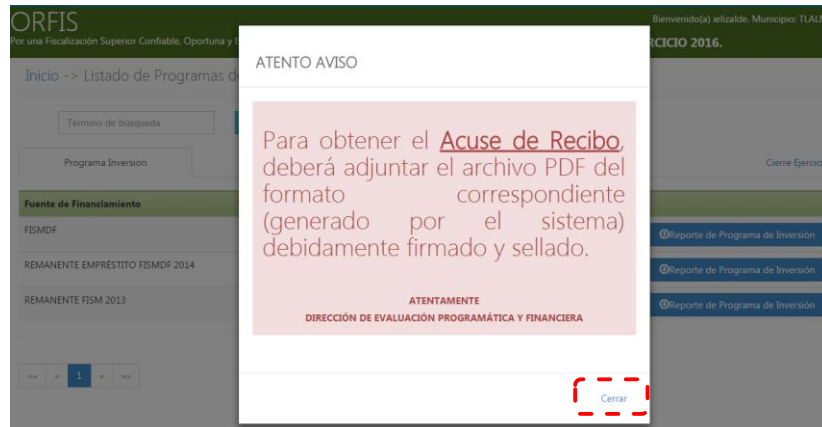 ORFIS
Bienvenido(a) ielizalde. Municipio:
Por una Fiscalización Superior Confiable, Oportuna y
2016.
ATENTO AVISO
Inicio -> Listado de Programas
Término de búsqueda
Para obtener el Acuse de Recibo,
deberá adjuntar el archivo PDF del
formato correspondiente
(generado por el sistema)
debidamente firmado y sellado.
Programa Inversion
Cierre
Fuente de Financiamiento
FISMDF
Reporte de Programa de Inversión
REMANENTE EMPRÉSTITO FISMDF 2014
Reporte de Programa de Inversión
REMANENTE FISM 2013
Reporte de Programa de Inversión
ATENTAMENTE
DIRECCIÓN DE EVALUACIÓN PROGRAMÁTICA Y FINANCIERA
«« « 1 » »»
Cerrar